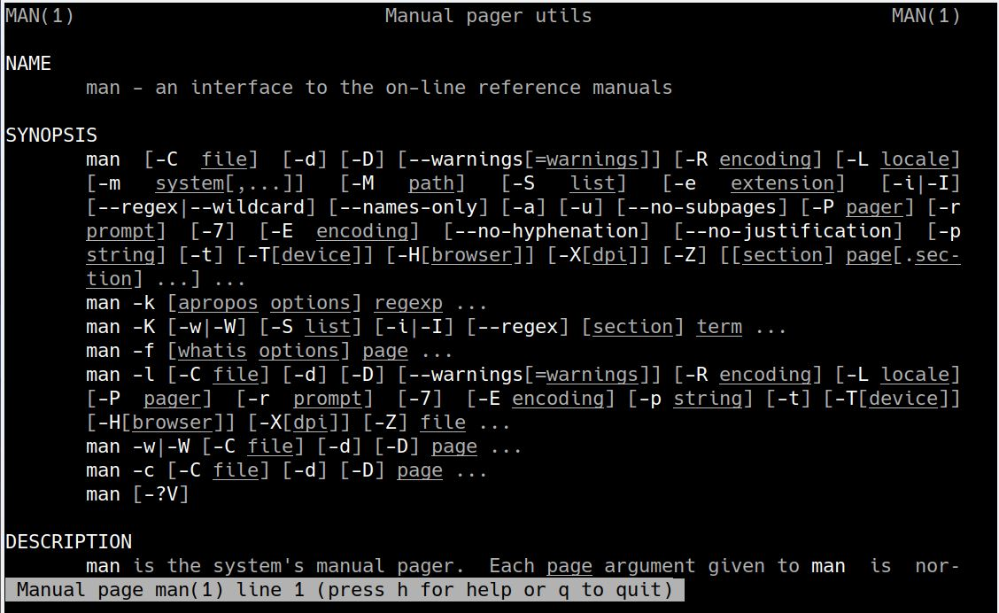 MAN(1)                           Manual pager utils                          MAN(1)
NAME
man - an interface to the on-line reference manuals
SYNOPSIS
man  [-C  file]  [-d] [-D] [--warnings[=warnings]] [-R encoding] [-L locale]
[-m   system[,...]]   [-M   path]   [-S   list]   [-e   extension]   [-i|-I]
[--regex|--wildcard] [--names-only] [-a] [-u] [--no-subpages] [-P pager] [-r
prompt]  [-7]  [-E  encoding]  [--no-hyphenation]  [--no-justification]  [-p
string] [-t] [-T[device]] [-H[browser]] [-X[dpi]] [-Z] [[section] page[.sec-
tion] ...] ...
man -k [apropos options] regexp ...
man -K [-w|-W] [-S list] [-i|-I] [--regex] [section] term ...
man -f [whatis options] page ...
man -l [-C file] [-d] [-D] [--warnings[=warnings]] [-R encoding] [-L locale]
[-P  pager]  [-r  prompt]  [-7]  [-E encoding] [-p string] [-t] [-T[device]]
[-H[browser]] [-X[dpi]] [-Z] file ...
man -w|-W [-C file] [-d] [-D] page ...
man -c [-C file] [-d] [-D] page ...
man [-?V]
DESCRIPTION
man is the system's manual pager.  Each page argument given to man  is  nor-
Manual page man(1) line 1 (press h for help or q to quit)